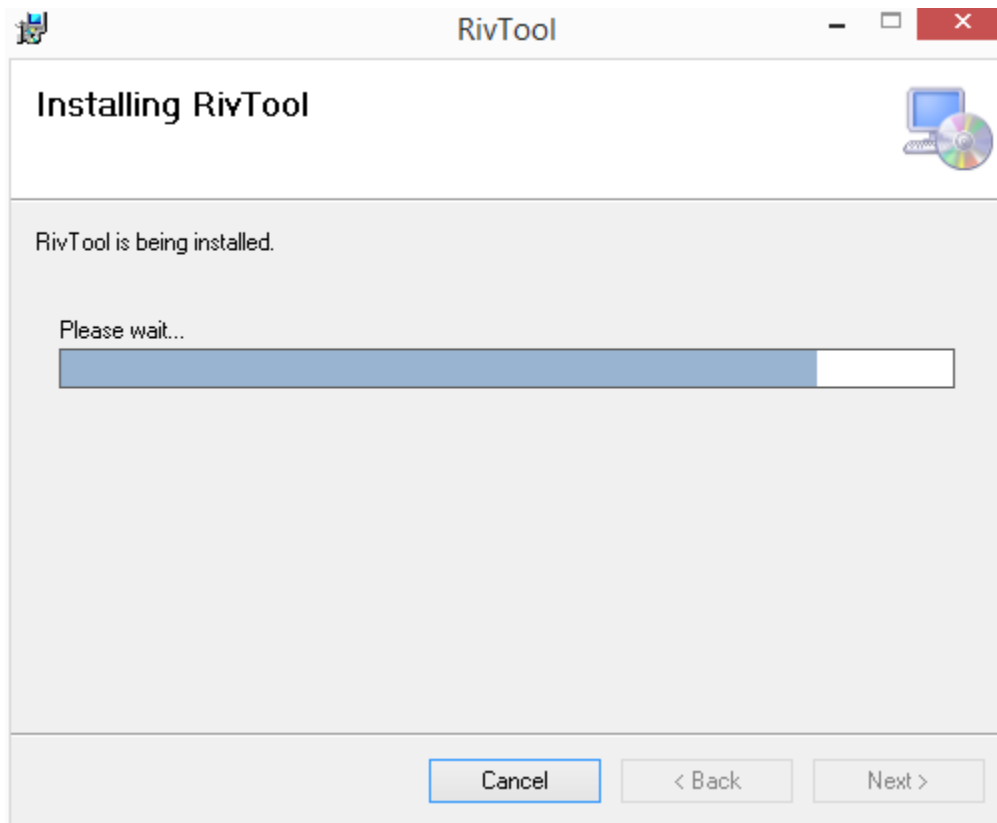 RivTool
Installing RivTool
RivTool is being installed.
Please wait...
Cancel
< Back
Next >